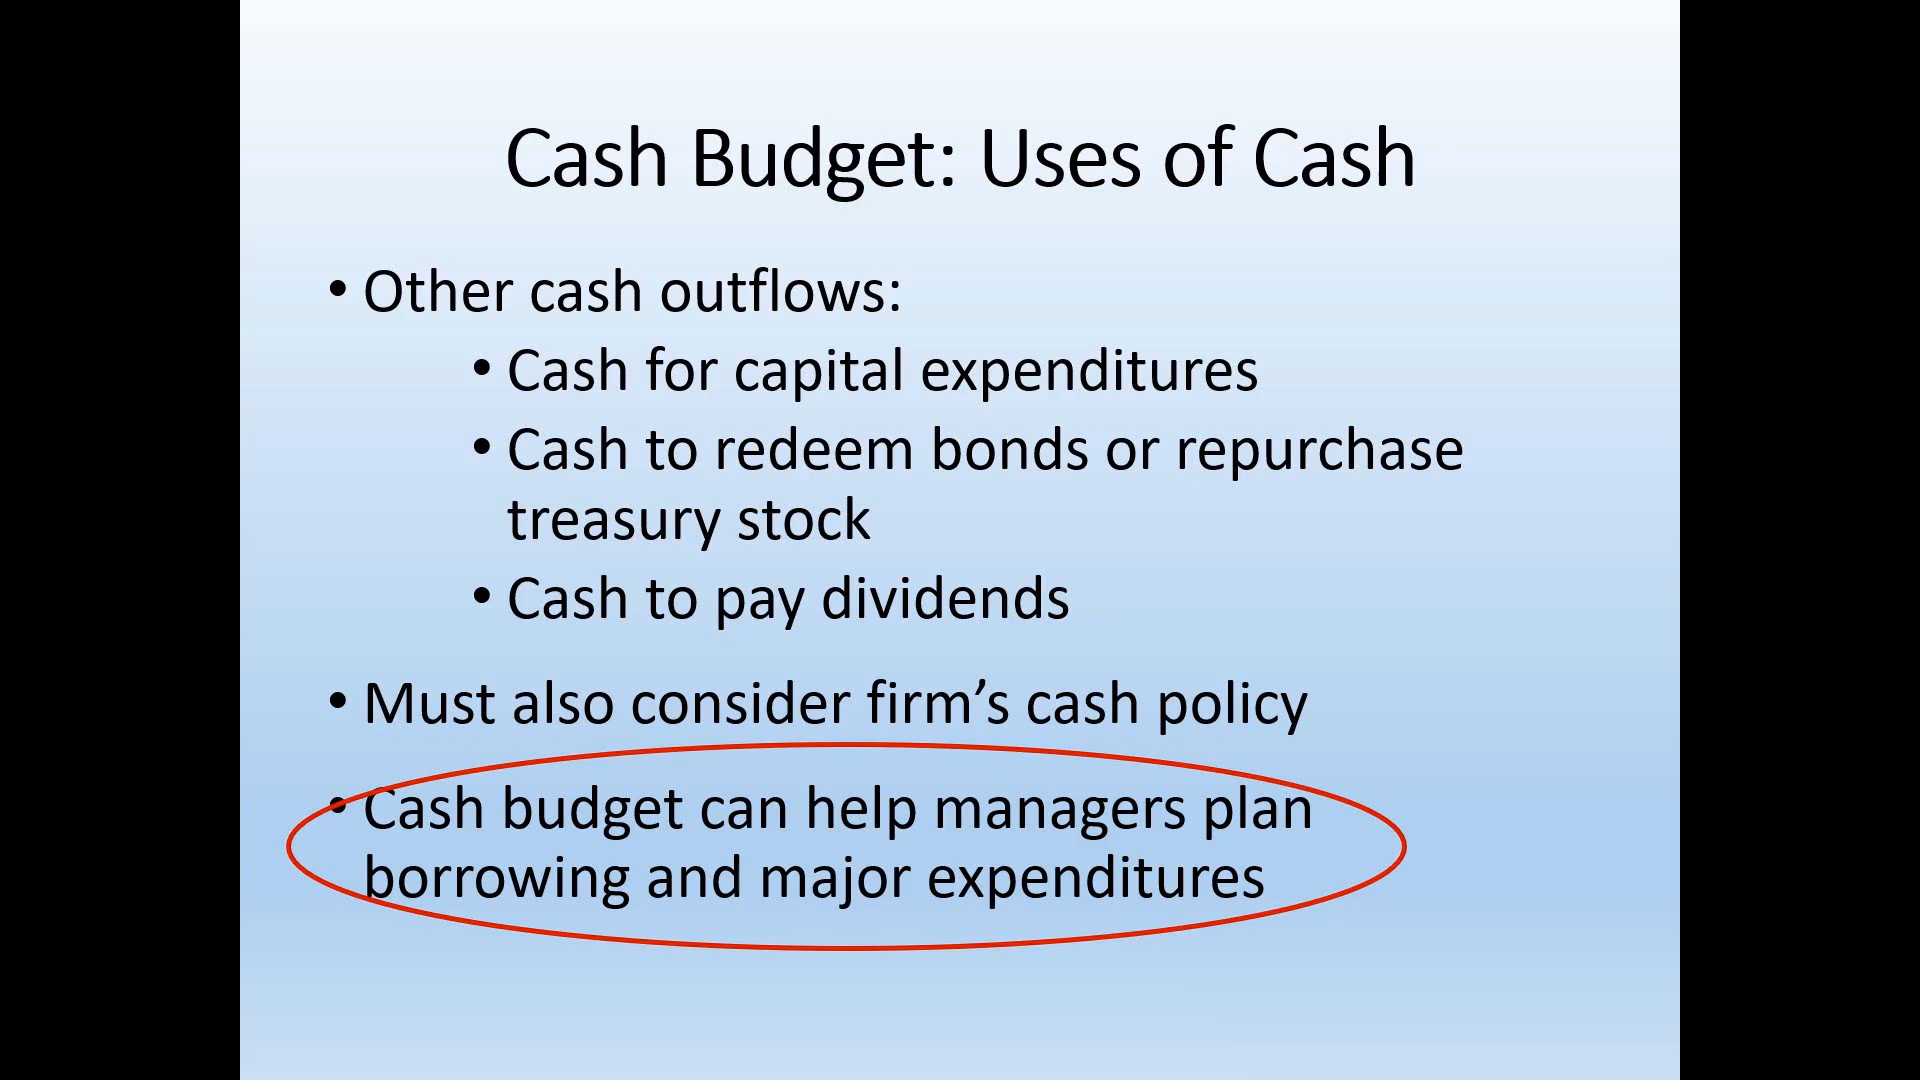 Cash Budget: Uses of Cash
• Other cash outflows:
• Cash for capital expenditures
• Cash to redeem bonds or repurchase
treasury stock
• Cash to pay dividends
• Must also consider firm’s cash policy
• Cash budget can help managers plan
borrowing and major expenditures